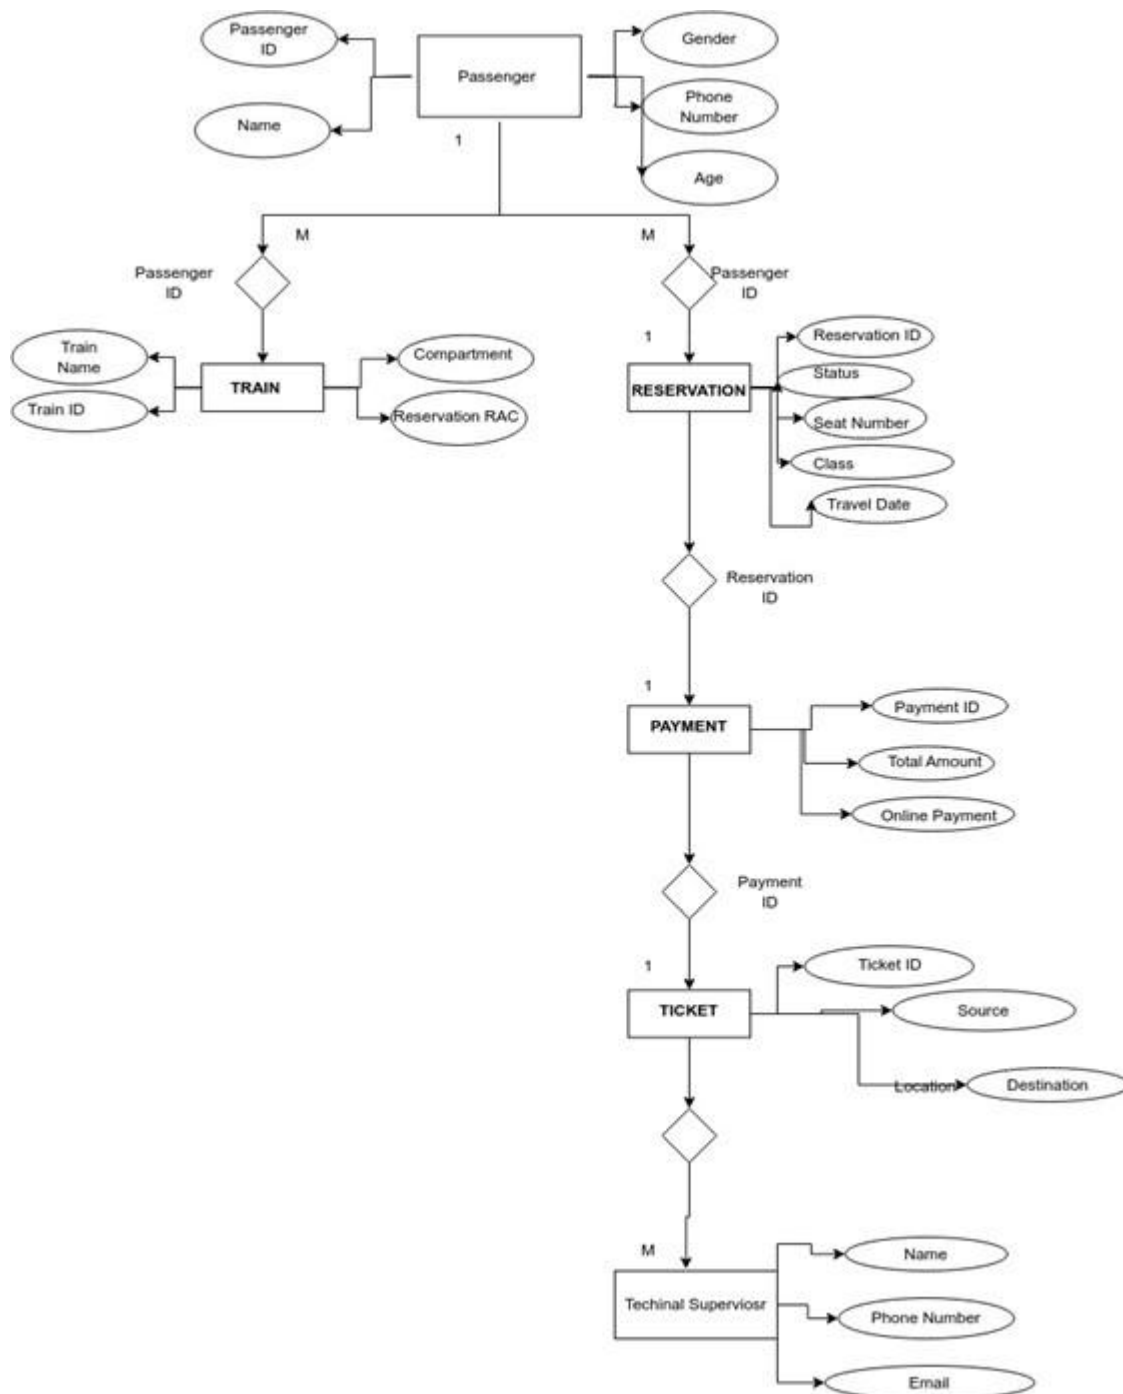 Passenger
ID
Gender
Passenger
Phone
Number
Name
1
Age
M
M
Passenger
ID
Passenger
ID
1
Reservation ID
Train
Name
Compartment
Status
TRAIN
RESERVATION
Train ID
Reservation RAC
Seat Number
Class
Travel Date
Reservation
ID
1
Payment ID
PAYMENT
Total Amount
Online Payment
Payment
ID
1
Ticket ID
TICKET
Source
Location
Destination
M
Name
Techinal Superviosr
Phone Number
Email